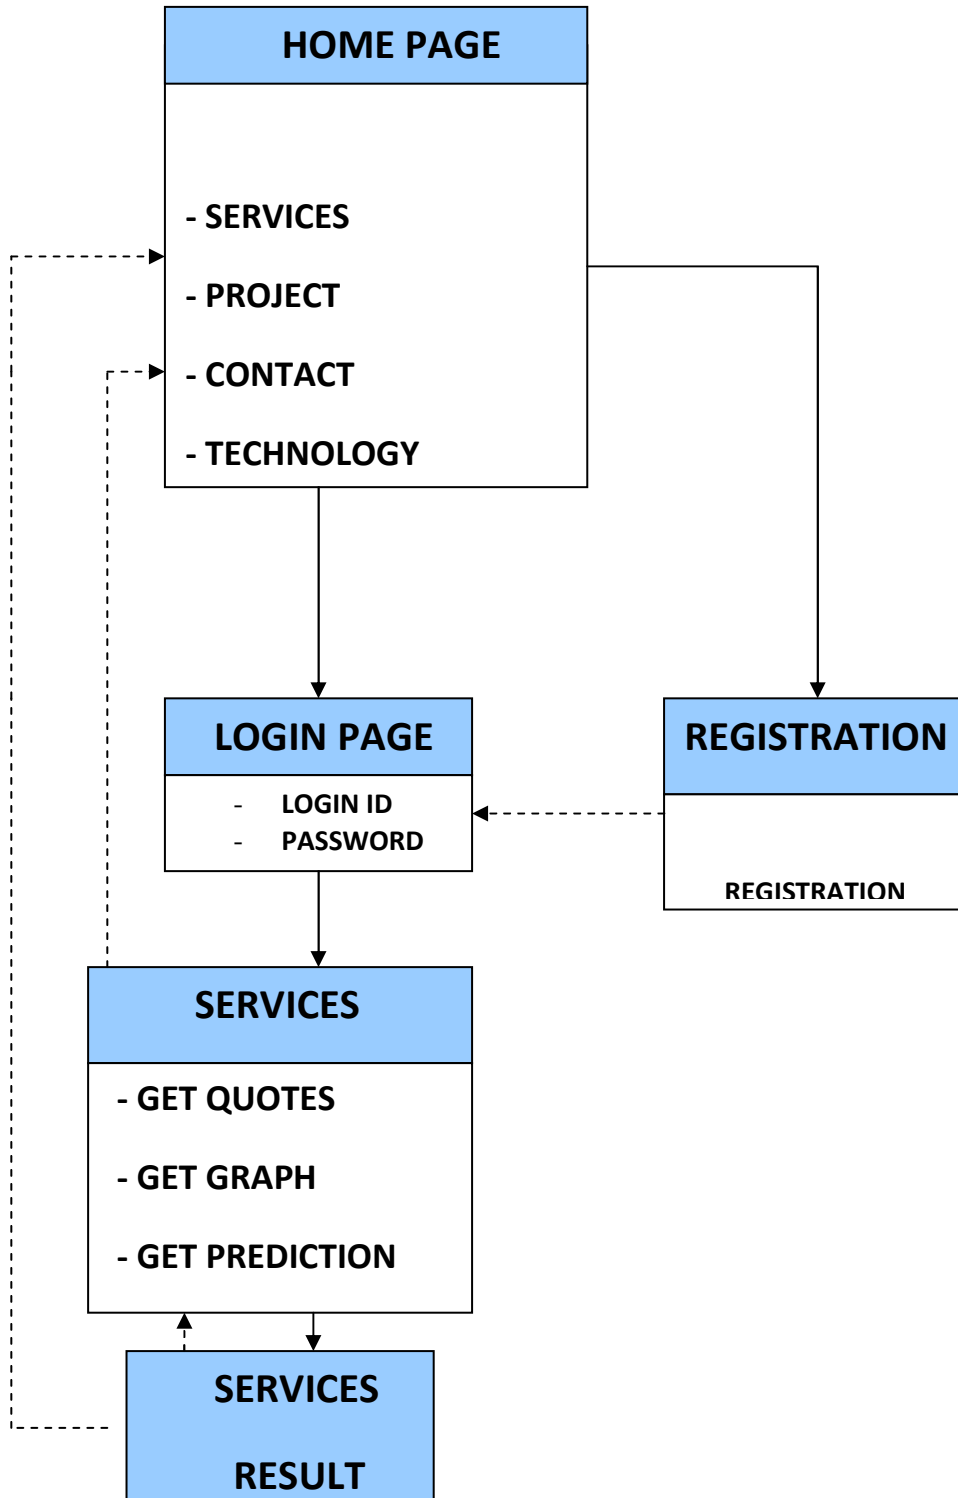 HOME PAGE
- SERVICES
- PROJECT
- CONTACT
- TECHNOLOGY
LOGIN PAGE
- LOGIN ID
- PASSWORD
REGISTRATION
REGISTRATION
SERVICES
- GET QUOTES
- GET GRAPH
- GET PREDICTION
SERVICES
RESULT